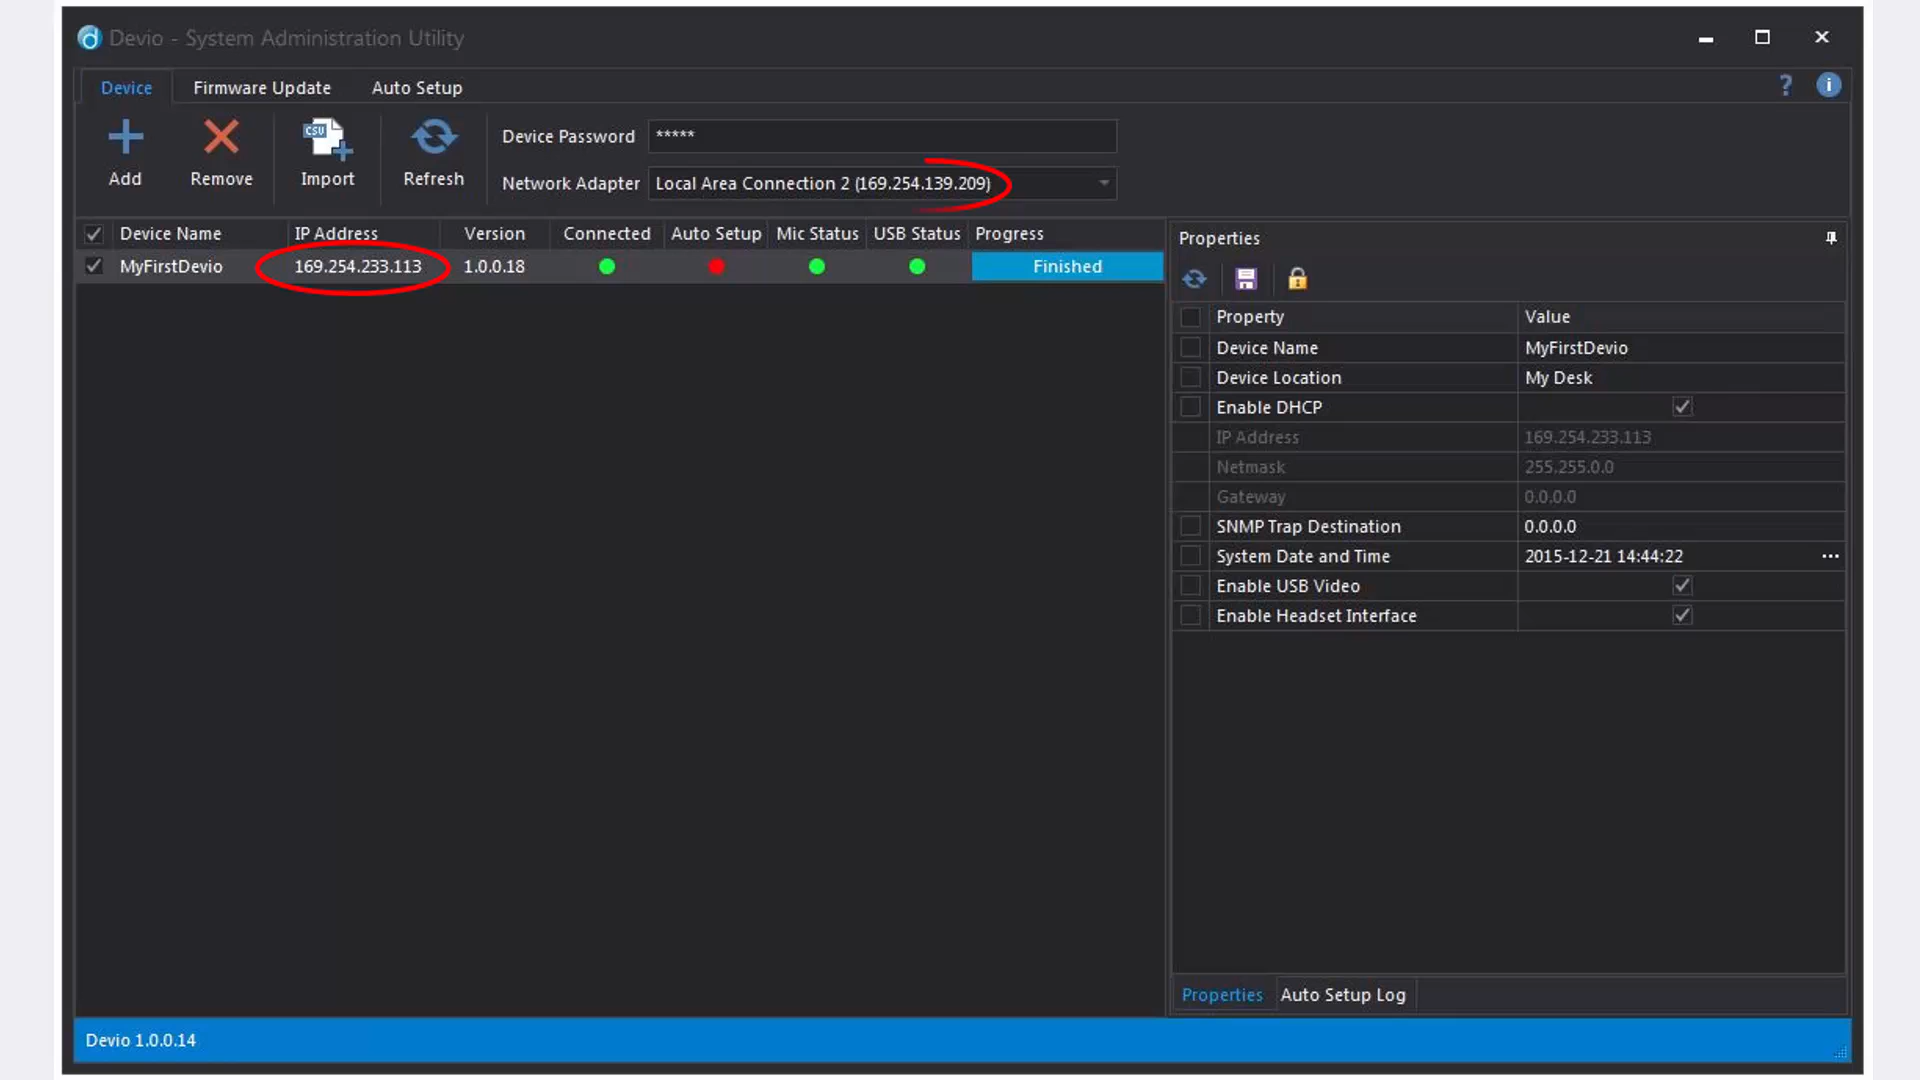 Devio - System Administration Utility
Device Firmware Update Auto Setup ? i
CSV
Add Remove Import Refresh
Device Password *****
Network Adapter Local Area Connection 2 (169.254.139.209)
Device Name IP Address Version Connected Auto Setup Mic Status USB Status Progress
MyFirstDevio 169.254.233.113 1.0.0.18 Finished
Properties
Property Value
Device Name MyFirstDevio
Device Location My Desk
Enable DHCP
IP Address 169.254.233.113
Netmask 255.255.0.0
Gateway 0.0.0.0
SNMP Trap Destination 0.0.0.0
System Date and Time 2015-12-21 14:44:22 ...
Enable USB Video
Enable Headset Interface
Properties Auto Setup Log
Devio 1.0.0.14